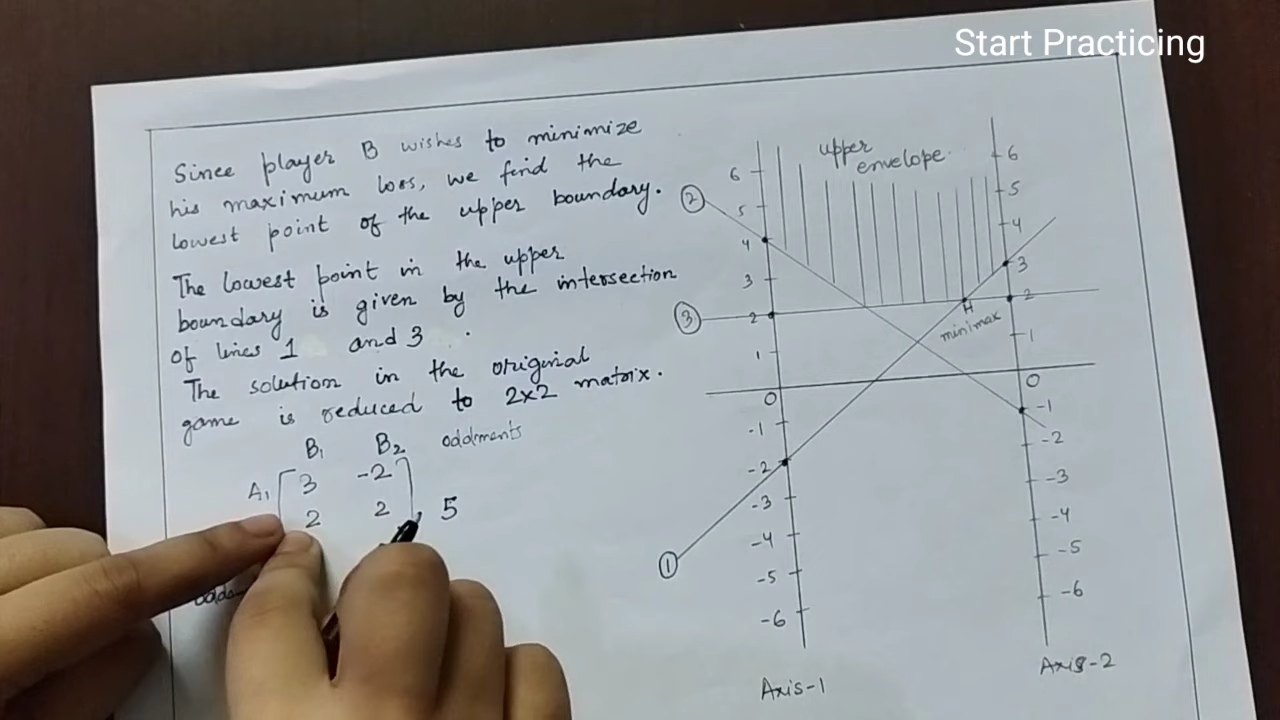 Start Practicing
Since player B wishes to minimize
his maximum loss, we find the
lowest point of the upper boundary.
The lowest point in the upper
boundary is given by the intersection
of lines 1 and 3.
The solution in the original
game is reduced to 2x2 matrix.
B1 B2 oddments
A1 3 -2
2 2 5
upper
envelope
2
6
5
4
3
2
1
0
-1
-2
-3
-4
-5
-6
3
1
6
5
4
3
2
1
0
-1
-2
-3
-4
-5
-6
H
minimax
Axis-1
Axis-2